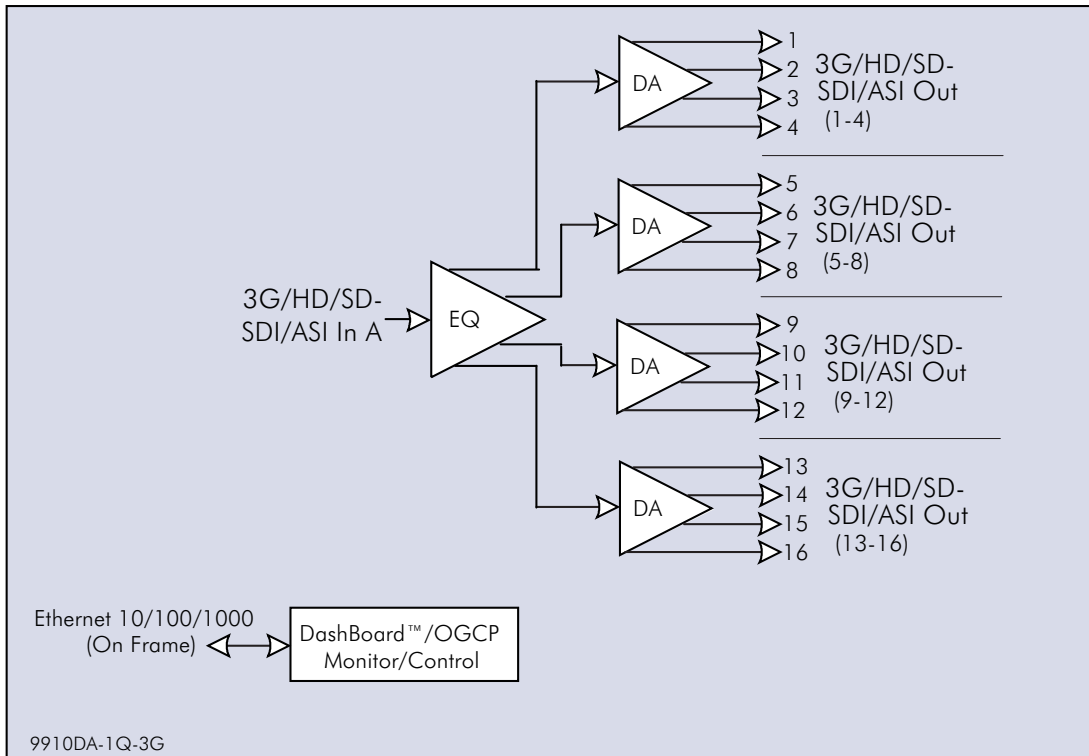 DA
1
2
3
4
3G/HD/SD-
SDI/ASI Out
(1-4)
DA
5
6
7
8
3G/HD/SD-
SDI/ASI Out
(5-8)
3G/HD/SD-
SDI/ASI In A
EQ
DA
9
10
11
12
3G/HD/SD-
SDI/ASI Out
(9-12)
DA
13
14
15
16
3G/HD/SD-
SDI/ASI Out
(13-16)
Ethernet 10/100/1000
(On Frame)
DashBoard™/OGCP
Monitor/Control
9910DA-1Q-3G